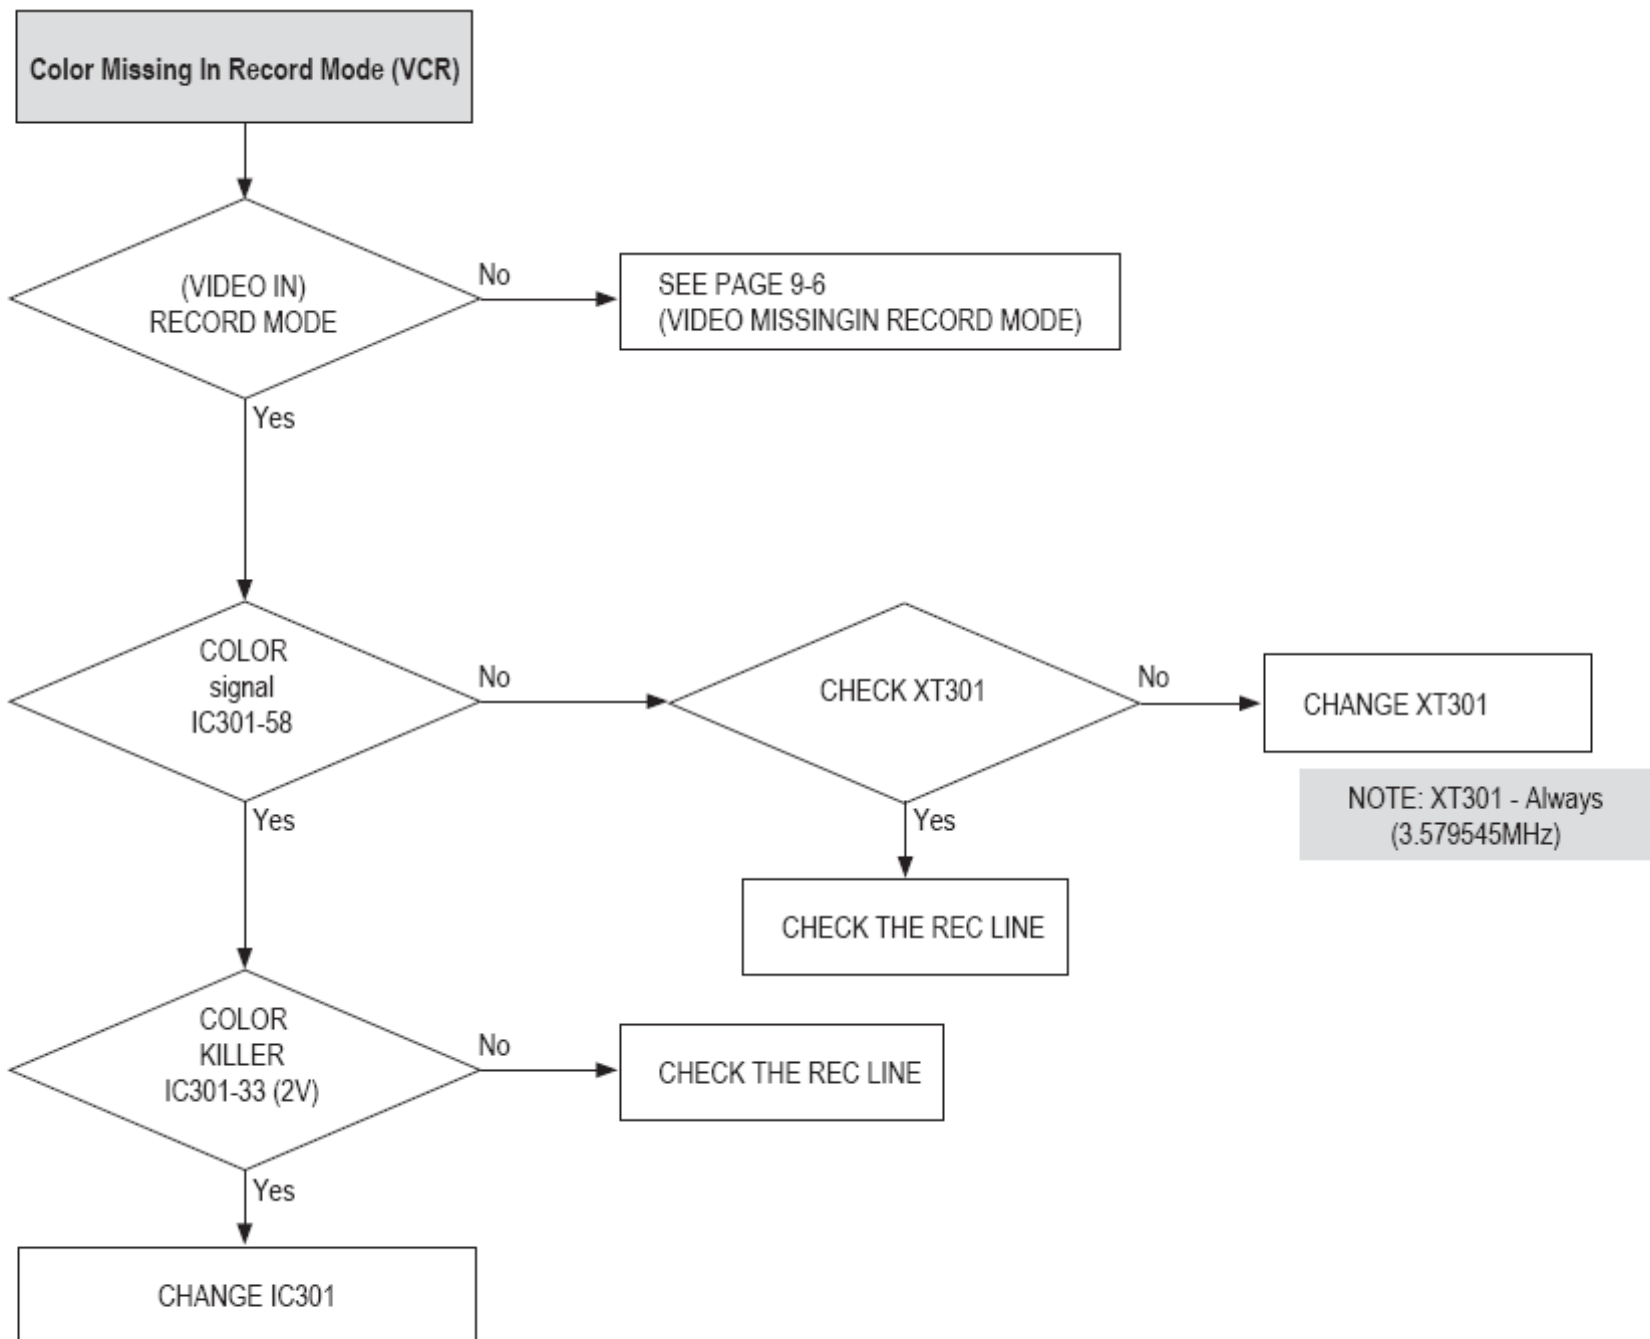 Color Missing In Record Mode (VCR)
(VIDEO IN)
RECORD MODE
No
SEE PAGE 9-6
(VIDEO MISSINGIN RECORD MODE)
Yes
COLOR
signal
IC301-58
No
CHECK XT301
No
CHANGE XT301
NOTE: XT301 - Always
(3.579545MHz)
Yes
Yes
CHECK THE REC LINE
COLOR
KILLER
IC301-33 (2V)
No
CHECK THE REC LINE
Yes
CHANGE IC301